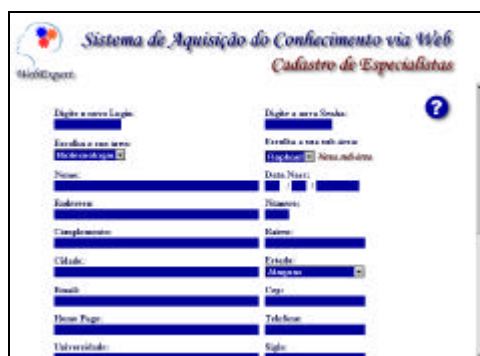 Sistema de Aquisição do Conhecimento via Web
Cadastro de Especialistas
WebExpert
Digite o novo Login: Digite a nova Senha:
Escolha a sua área: Escolha a sua sub-área:
Biotecnologia Nova sub-área
Nome: Data Nasc:
/ /
Endereço: Número:
Complemento: Bairro:
Cidade: Estado:
Alagoas
Email: Cep:
Home Page: Telefone:
Universidade: Sigla: